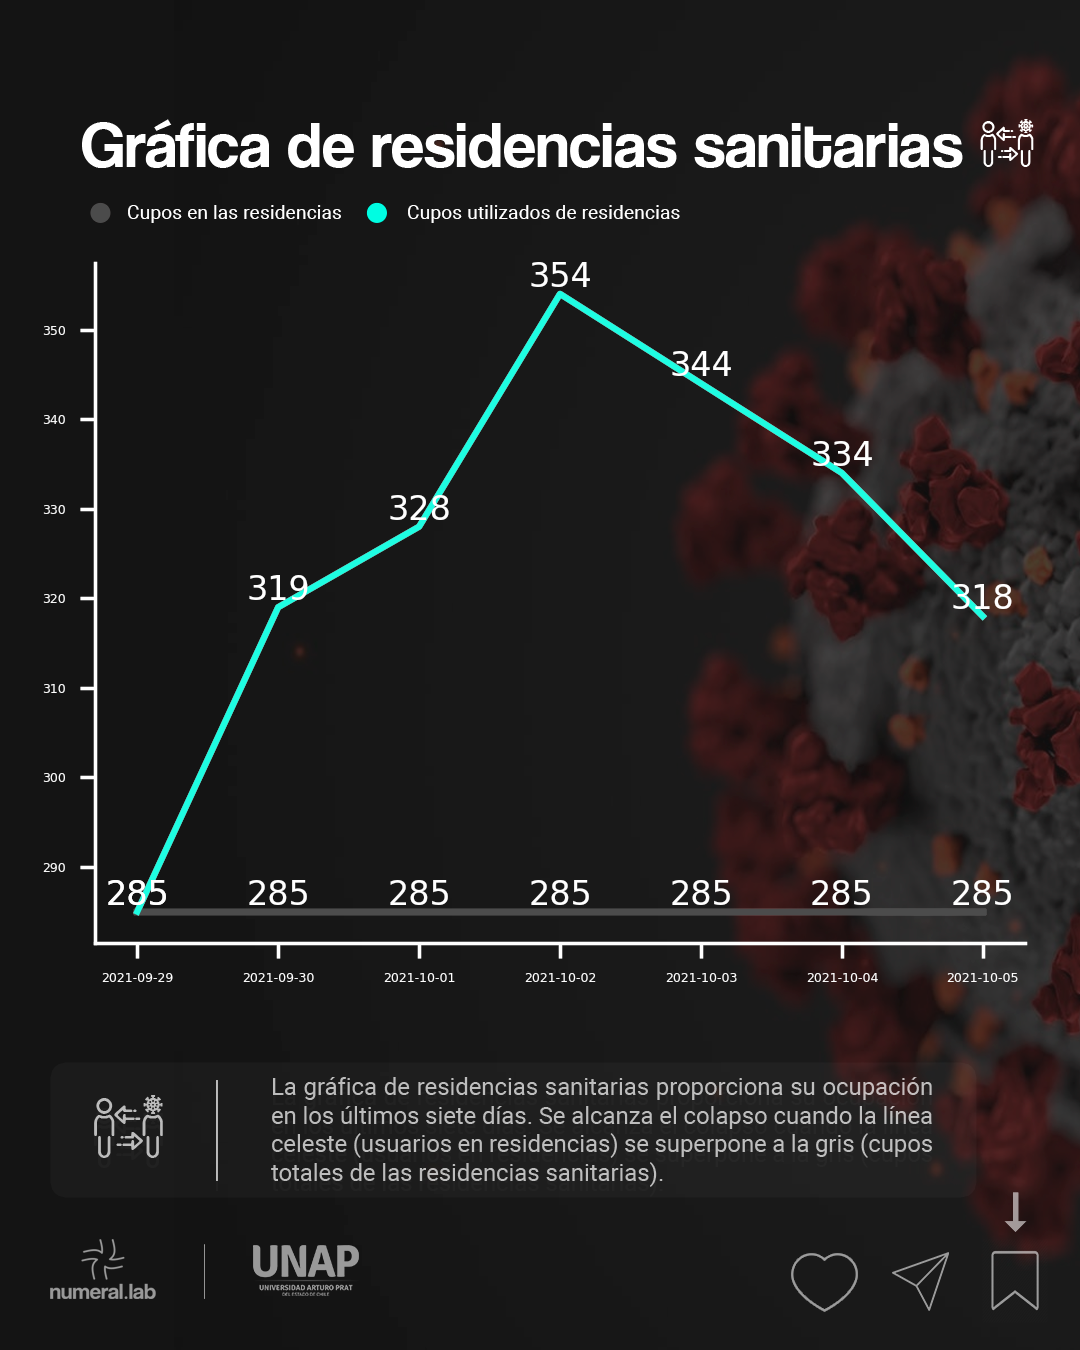 Gráfica de residencias sanitarias
Cupos en las residencias Cupos utilizados de residencias
354
350
344
340
334
330
328
320
319
318
310
300
290
285 285 285 285 285 285 285
2021-09-29 2021-09-30 2021-10-01 2021-10-02 2021-10-03 2021-10-04 2021-10-05
La gráfica de residencias sanitarias proporciona su ocupación
en los últimos siete días. Se alcanza el colapso cuando la línea
celeste (usuarios en residencias) se superpone a la gris (cupos
totales de las residencias sanitarias).
numeral.lab
UNAP
UNIVERSIDAD ARTURO PRAT
DEL ESTADO DE CHILE